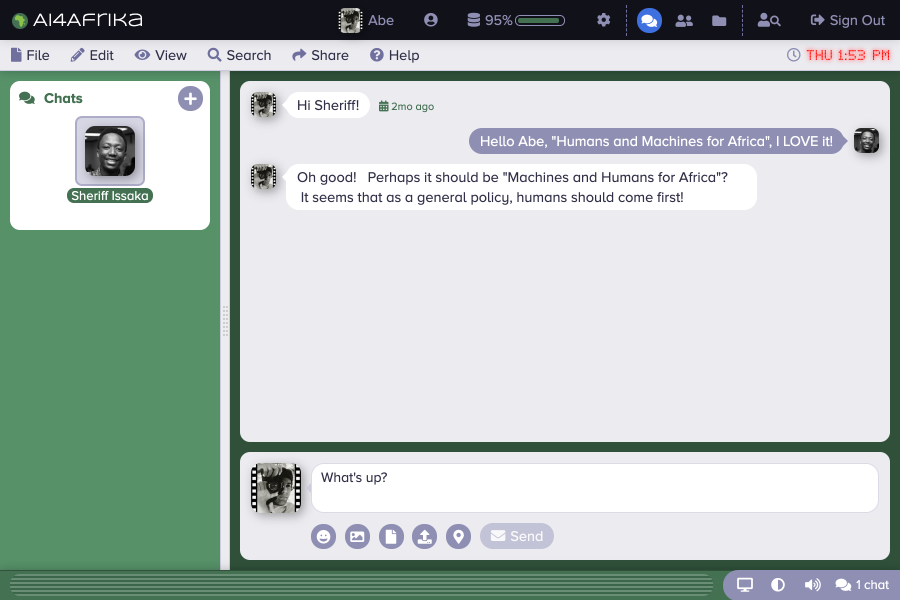 AI4AFRIKA
Abe
95%
Sign Out
File
Edit
View
Search
Share
Help
THU 1:53 PM
Chats
Sheriff Issaka
Hi Sheriff!
2mo ago
Hello Abe, "Humans and Machines for Africa", I LOVE it!
Oh good! Perhaps it should be "Machines and Humans for Africa"?
It seems that as a general policy, humans should come first!
What's up?
Send
1 chat